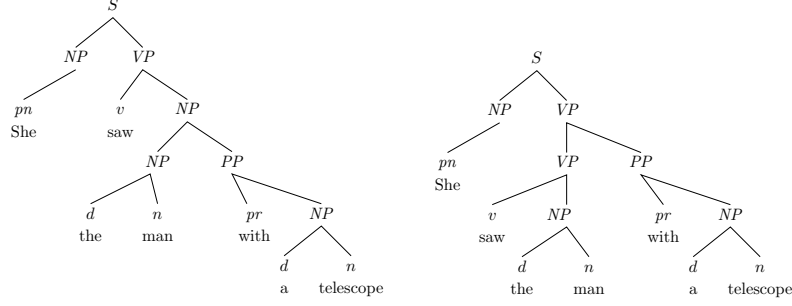 S
NP VP
pn v NP
She saw
NP PP
d n pr NP
the man with
d n
a telescope
S
NP VP
pn VP PP
She
v NP pr NP
saw with
d n d n
the man a telescope